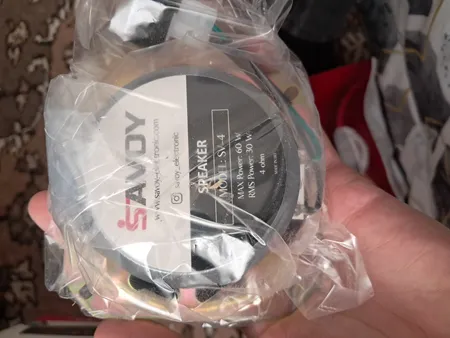 SAVOY
www.savoy-electronic.com
savoy_electronic
SPEAKER
MODEL: SV-4
MAX Power: 60 W
RMS Power: 30 W
4 ohm